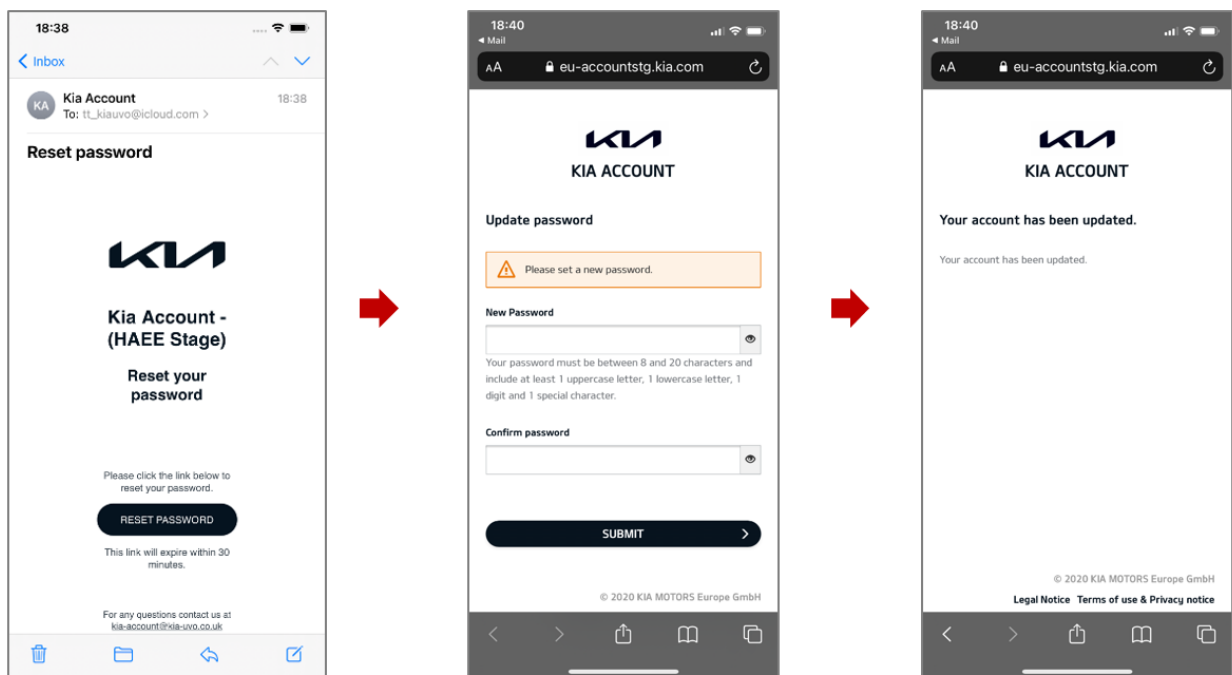 18:38
Inbox
KA
Kia Account
18:38
To: tt_kiauvo@icloud.com >
Reset password
KIA
Kia Account -
(HAEE Stage)
Reset your
password
Please click the link below to
reset your password.
RESET PASSWORD
This link will expire within 30
minutes.
For any questions contact us at
kia-account@kia-uvo.co.uk
18:40
◄ Mail
AA
eu-accountstg.kia.com
KIA
KIA ACCOUNT
Update password
Please set a new password.
New Password
Your password must be between 8 and 20 characters and
include at least 1 uppercase letter, 1 lowercase letter, 1
digit and 1 special character.
Confirm password
SUBMIT
© 2020 KIA MOTORS Europe GmbH
18:40
◄ Mail
AA
eu-accountstg.kia.com
KIA
KIA ACCOUNT
Your account has been updated.
Your account has been updated.
© 2020 KIA MOTORS Europe GmbH
Legal Notice Terms of use & Privacy notice